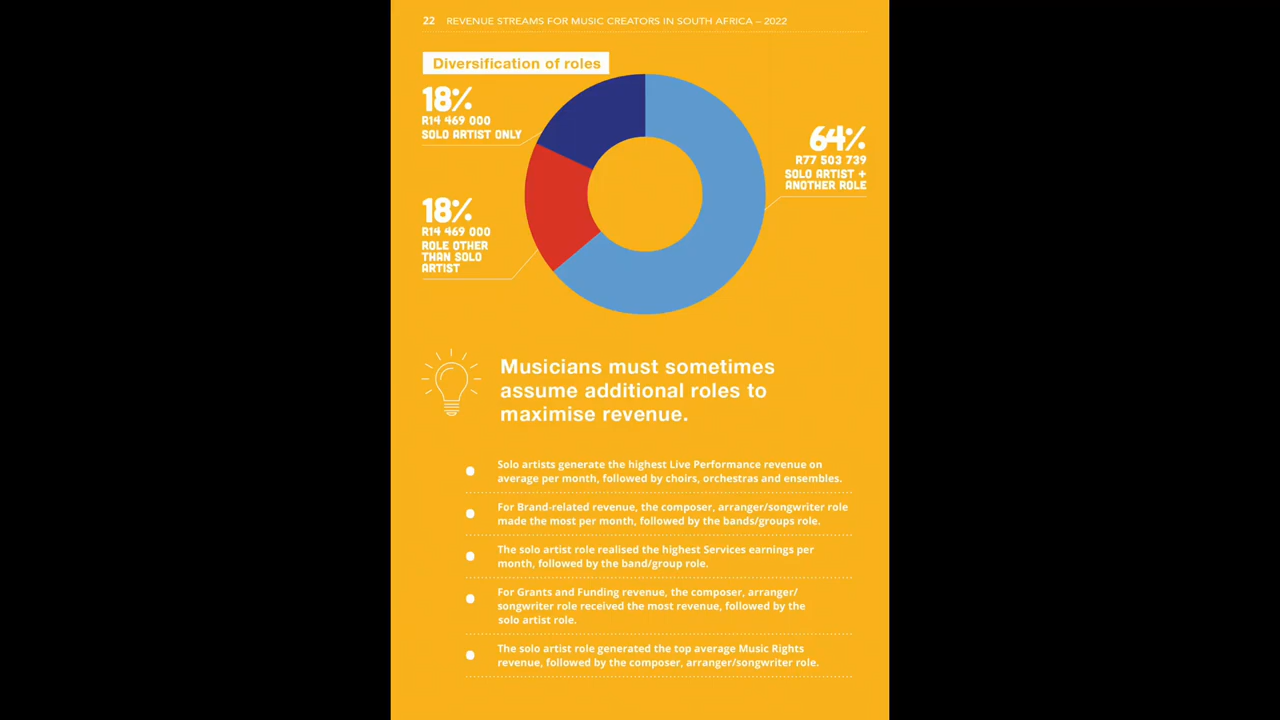 22 REVENUE STREAMS FOR MUSIC CREATORS IN SOUTH AFRICA – 2022
Diversification of roles
18%
R14 469 000
SOLO ARTIST ONLY
64%
R77 503 739
SOLO ARTIST +
ANOTHER ROLE
18%
R14 469 000
ROLE OTHER
THAN SOLO
ARTIST
Musicians must sometimes
assume additional roles to
maximise revenue.
Solo artists generate the highest Live Performance revenue on
average per month, followed by choirs, orchestras and ensembles.
For Brand-related revenue, the composer, arranger/songwriter role
made the most per month, followed by the bands/groups role.
The solo artist role realised the highest Services earnings per
month, followed by the band/group role.
For Grants and Funding revenue, the composer, arranger/
songwriter role received the most revenue, followed by the
solo artist role.
The solo artist role generated the top average Music Rights
revenue, followed by the composer, arranger/songwriter role.